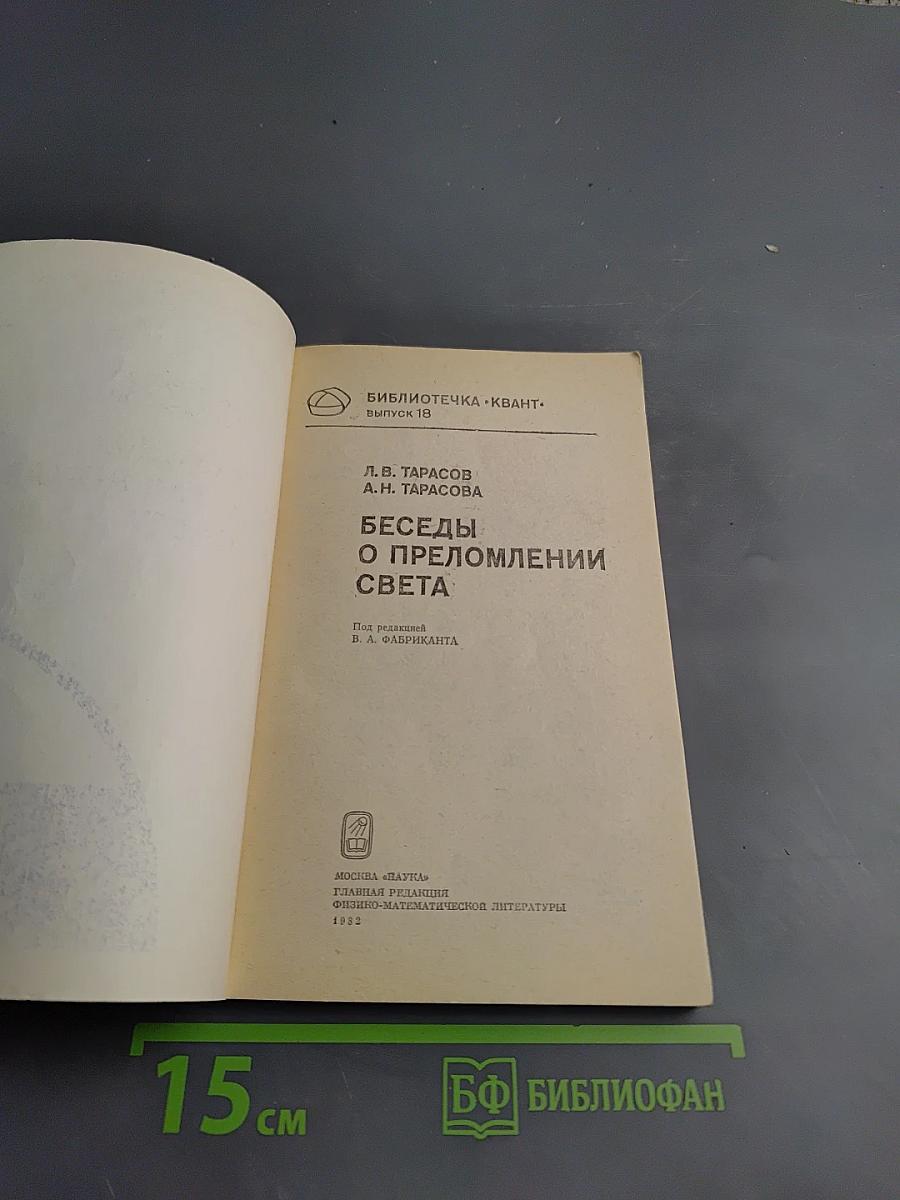 БИБЛИОТЕЧКА «КВАНТ»
ВЫПУСК 18
Л. В. ТАРАСОВ
А. Н. ТАРАСОВА
БЕСЕДЫ
О ПРЕЛОМЛЕНИИ
СВЕТА
Под редакцией
В. А. ФАБРИКАНТА
МОСКВА «НАУКА»
ГЛАВНАЯ РЕДАКЦИЯ
ФИЗИКО-МАТЕМАТИЧЕСКОЙ ЛИТЕРАТУРЫ
1982
15 см
БФ БИБЛИОФАН